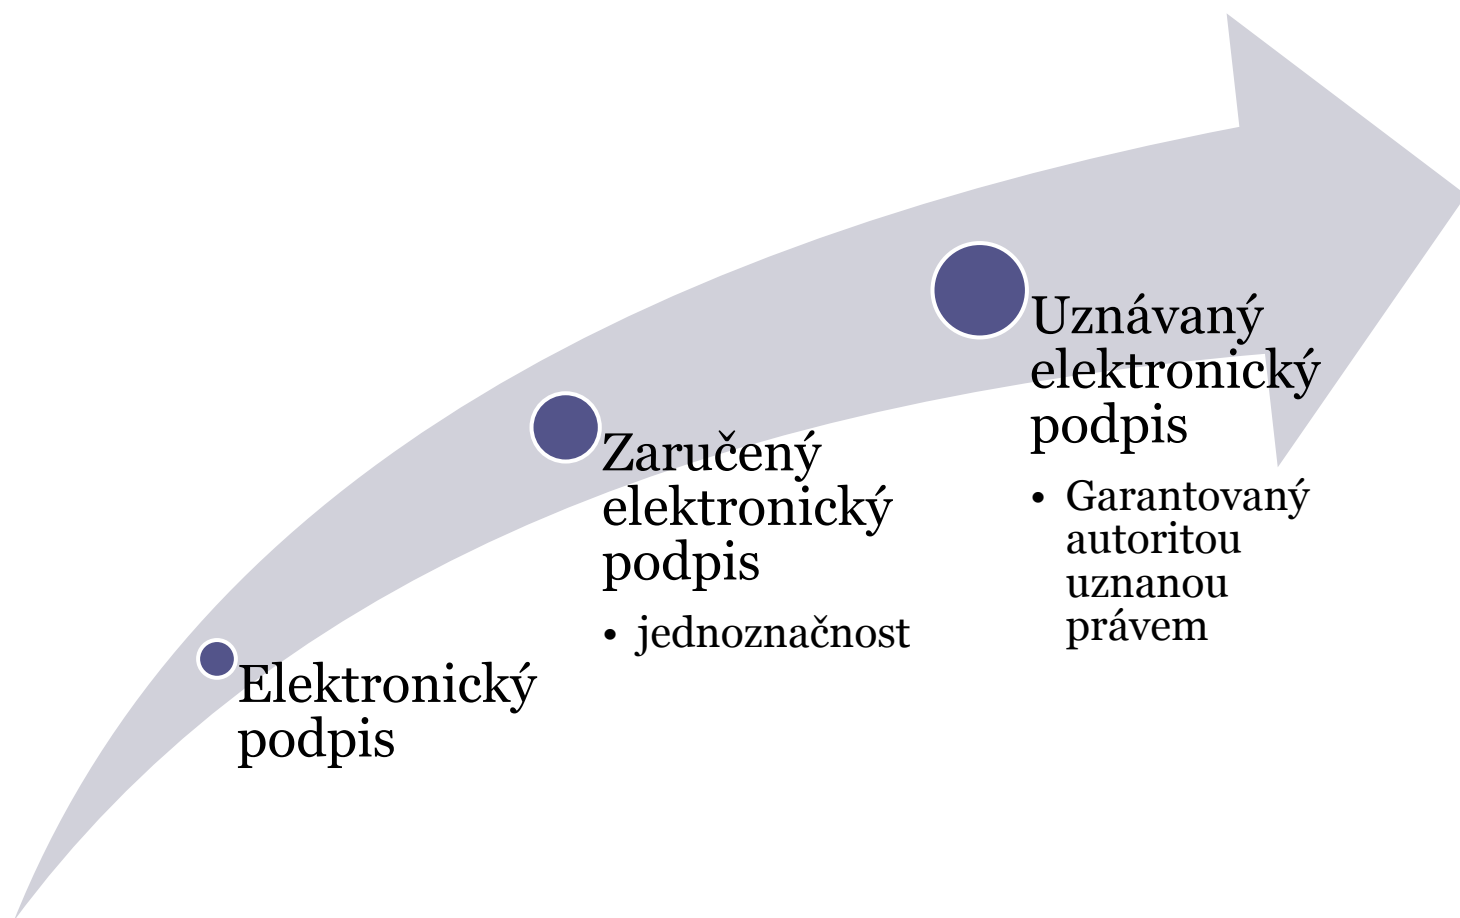 Elektronický
podpis
Zaručený
elektronický
podpis
• jednoznačnost
Uznávaný
elektronický
podpis
• Garantovaný
autoritou
uznanou
právem